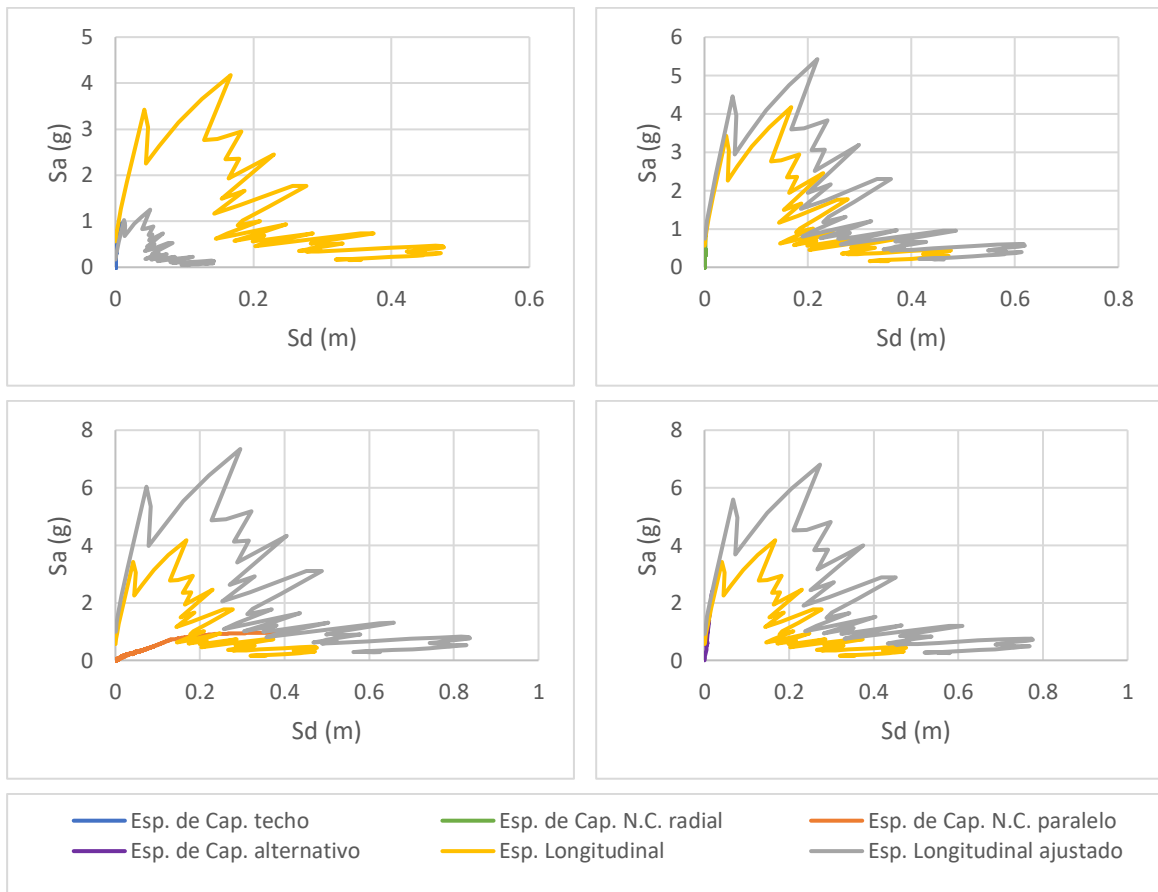 5
4
3
2
1
0
Sa (g)
0 0.2 0.4 0.6
Sd (m)
6
5
4
3
2
1
0
Sa (g)
0 0.2 0.4 0.6 0.8
Sd (m)
8
6
4
2
0
Sa (g)
0 0.2 0.4 0.6 0.8 1
Sd (m)
8
6
4
2
0
Sa (g)
0 0.2 0.4 0.6 0.8 1
Sd (m)
Esp. de Cap. techo Esp. de Cap. N.C. radial Esp. de Cap. N.C. paralelo
Esp. de Cap. alternativo Esp. Longitudinal Esp. Longitudinal ajustado